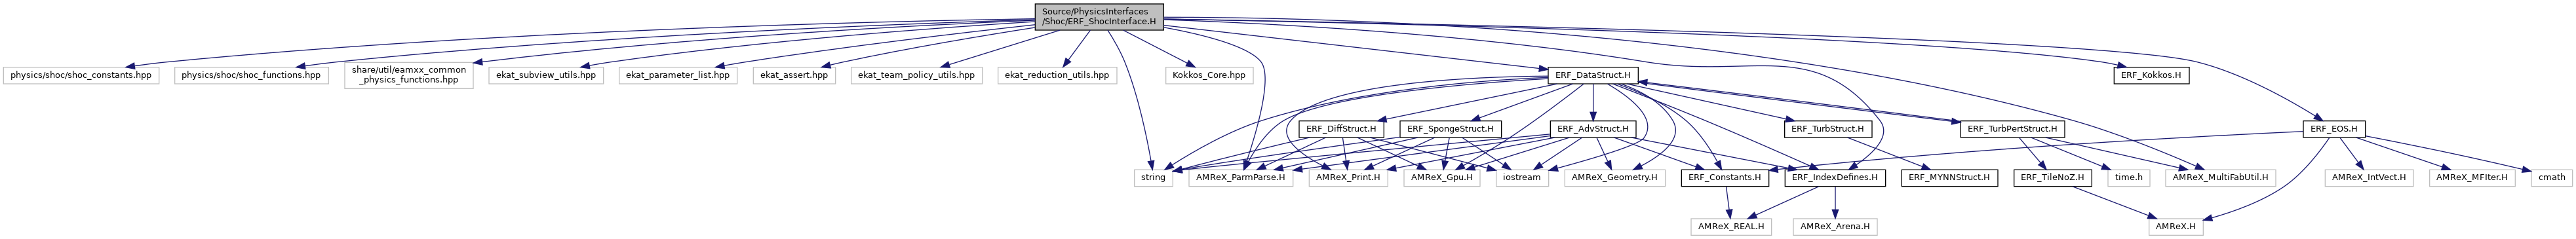 Source/PhysicsInterfaces
/Shoc/ERF_ShocInterface.H
physics/shoc/shoc_constants.hpp
physics/shoc/shoc_functions.hpp
share/util/eamxx_common
_physics_functions.hpp
ekat_subview_utils.hpp
ekat_parameter_list.hpp
ekat_assert.hpp
ekat_team_policy_utils.hpp
ekat_reduction_utils.hpp
Kokkos_Core.hpp
ERF_DataStruct.H
ERF_Kokkos.H
ERF_DiffStruct.H
ERF_SpongeStruct.H
ERF_AdvStruct.H
ERF_TurbStruct.H
ERF_TurbPertStruct.H
ERF_EOS.H
string
AMReX_ParmParse.H
AMReX_Print.H
AMReX_Gpu.H
iostream
AMReX_Geometry.H
ERF_Constants.H
ERF_IndexDefines.H
ERF_MYNNStruct.H
ERF_TileNoZ.H
time.h
AMReX_MultiFabUtil.H
AMReX_IntVect.H
AMReX_MFIter.H
cmath
AMReX_REAL.H
AMReX_Arena.H
AMReX.H